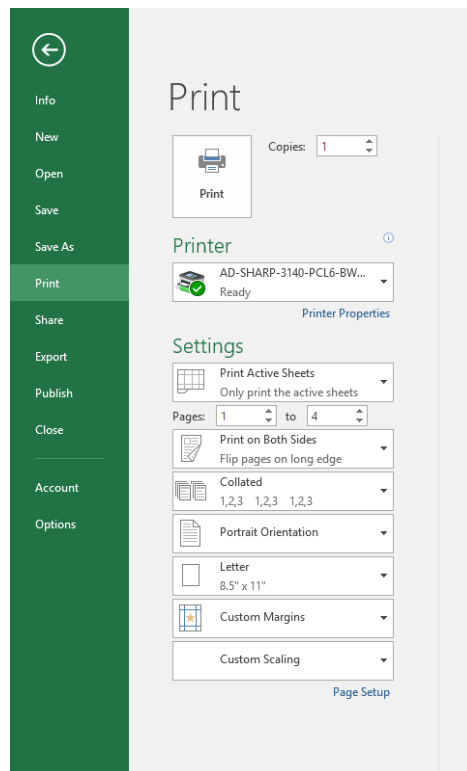 Info
New
Open
Save
Save As
Print
Share
Export
Publish
Close
Account
Options
Print
Copies: 1
Print
Printer
AD-SHARP-3140-PCL6-BW...
Ready
Printer Properties
Settings
Print Active Sheets
Only print the active sheets
Pages: 1 to 4
Print on Both Sides
Flip pages on long edge
Collated
1,2,3 1,2,3 1,2,3
Portrait Orientation
Letter
8.5" x 11"
Custom Margins
Custom Scaling
Page Setup